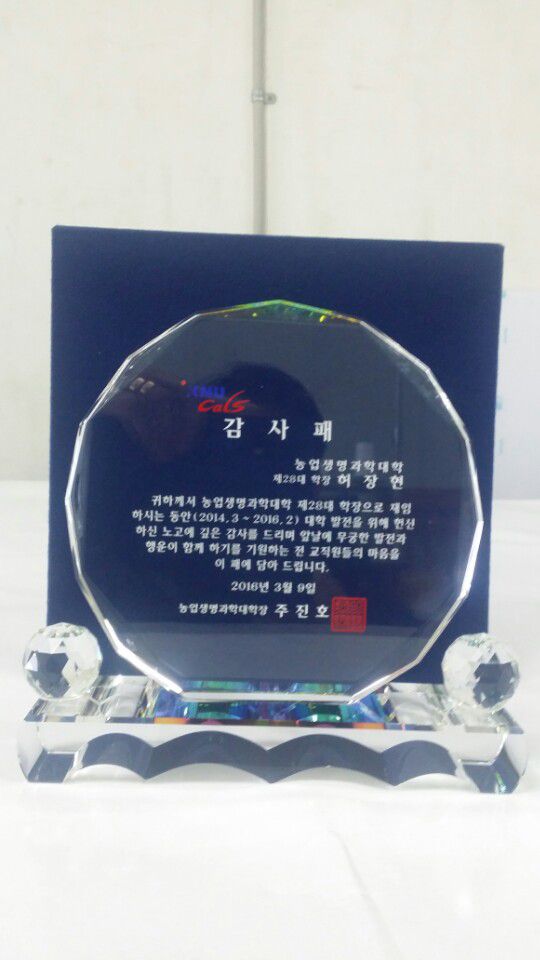 KNU
Cals
감 사 패
농업생명과학대학
제28대 학장 허 장 현
귀하께서 농업생명과학대학 제28대 학장으로 재임
하시는 동안(2014. 3 ~ 2016. 2) 대학 발전을 위해 헌신
하신 노고에 깊은 감사를 드리며 앞날에 무궁한 발전과
행운이 함께 하기를 기원하는 전 교직원들의 마음을
이 패에 담아 드립니다.
2016년 3월 9일
농업생명과학대학장 주 진 호